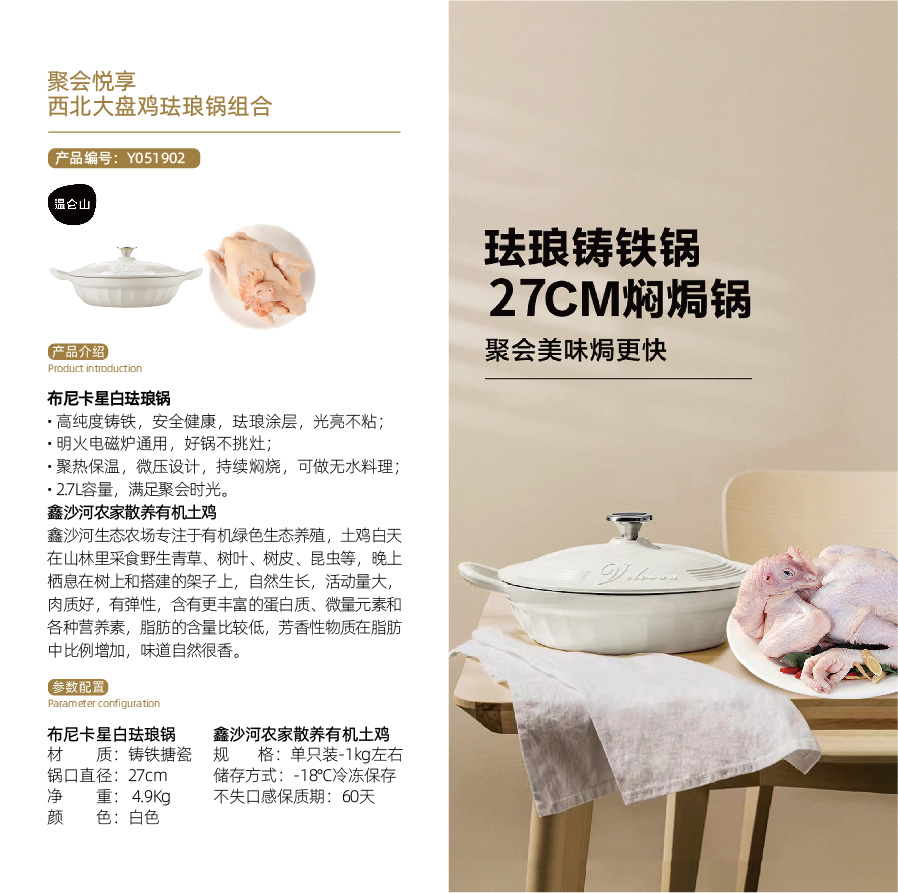 聚会悦享
西北大盘鸡珐琅锅组合
产品编号：Y051902
温仑山
产品介绍
Product introduction
布尼卡星白珐琅锅
• 高纯度铸铁，安全健康，珐琅涂层，光亮不粘；
• 明火电磁炉通用，好锅不挑灶；
• 聚热保温，微压设计，持续焖烧，可做无水料理；
• 2.7L容量，满足聚会时光。
鑫沙河农家散养有机土鸡
鑫沙河生态农场专注于有机绿色生态养殖，土鸡白天
在山林里采食野生青草、树叶、树皮、昆虫等，晚上
栖息在树上和搭建的架子上，自然生长，活动量大，
肉质好，有弹性，含有更丰富的蛋白质、微量元素和
各种营养素，脂肪的含量比较低，芳香性物质在脂肪
中比例增加，味道自然很香。
参数配置
Parameter configuration
布尼卡星白珐琅锅
材 质：铸铁搪瓷
锅口直径：27cm
净 重：4.9Kg
颜 色：白色
鑫沙河农家散养有机土鸡
规 格：单只装-1kg左右
储存方式：-18℃冷冻保存
不失口感保质期：60天
珐琅铸铁锅
27CM焖焗锅
聚会美味焗更快